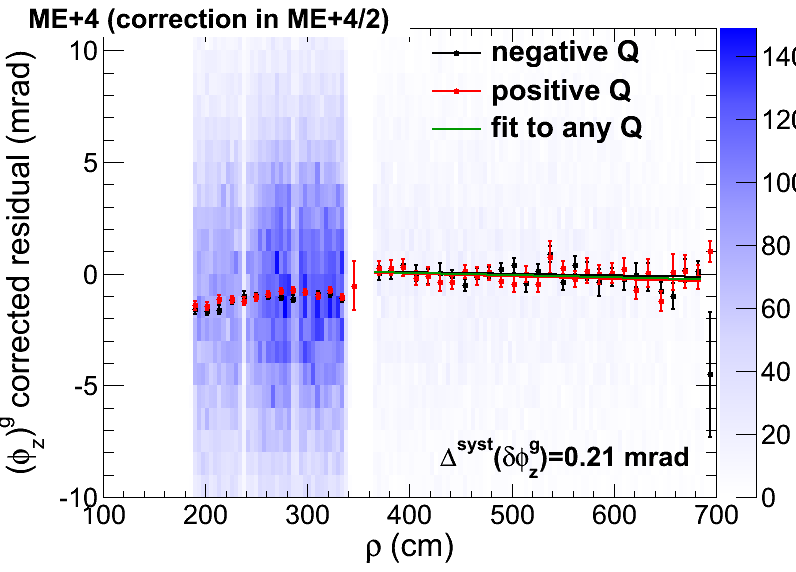 ME+4 (correction in ME+4/2)
(ϕz)g corrected residual (mrad)
10
5
0
-5
-10
negative Q
positive Q
fit to any Q
Δsyst(δϕgz)=0.21 mrad
100
200
300
400
500
600
700
ρ (cm)
140
120
100
80
60
40
20
0